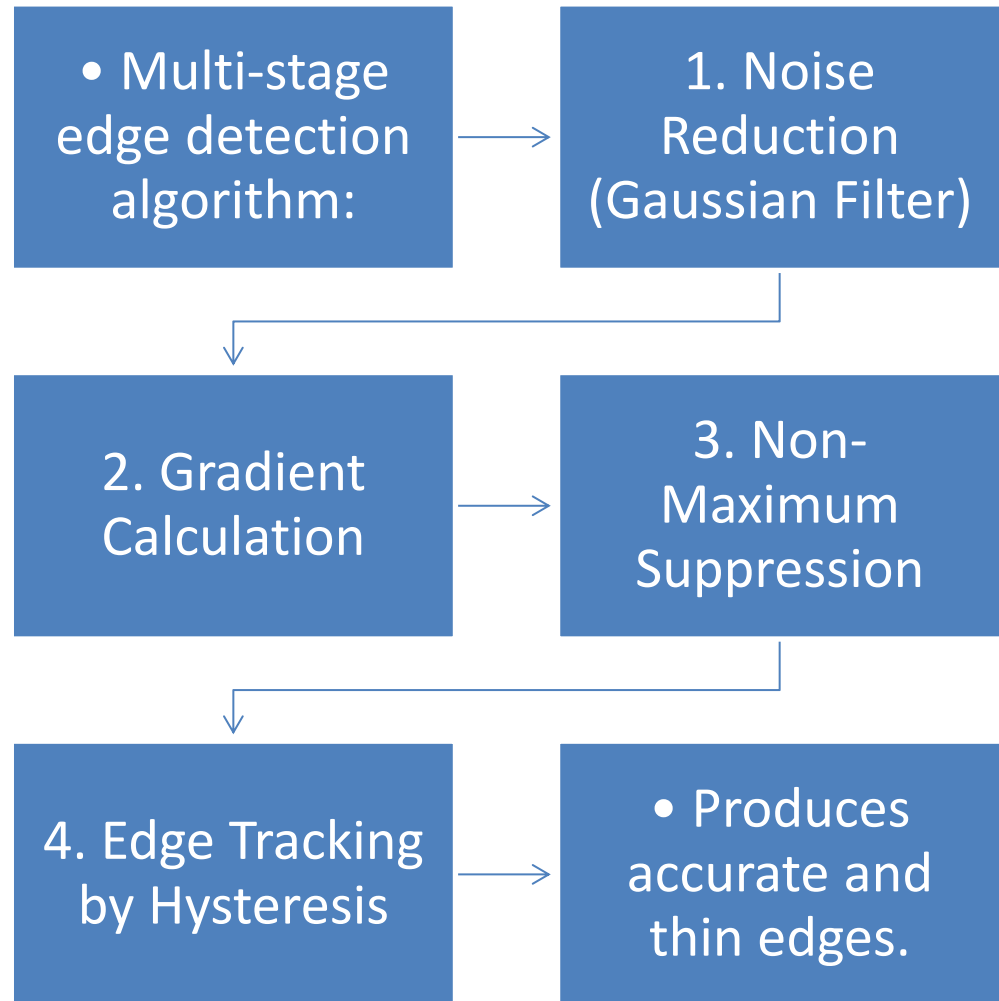 • Multi-stage
edge detection
algorithm:
1. Noise
Reduction
(Gaussian Filter)
2. Gradient
Calculation
3. Non-
Maximum
Suppression
4. Edge Tracking
by Hysteresis
• Produces
accurate and
thin edges.